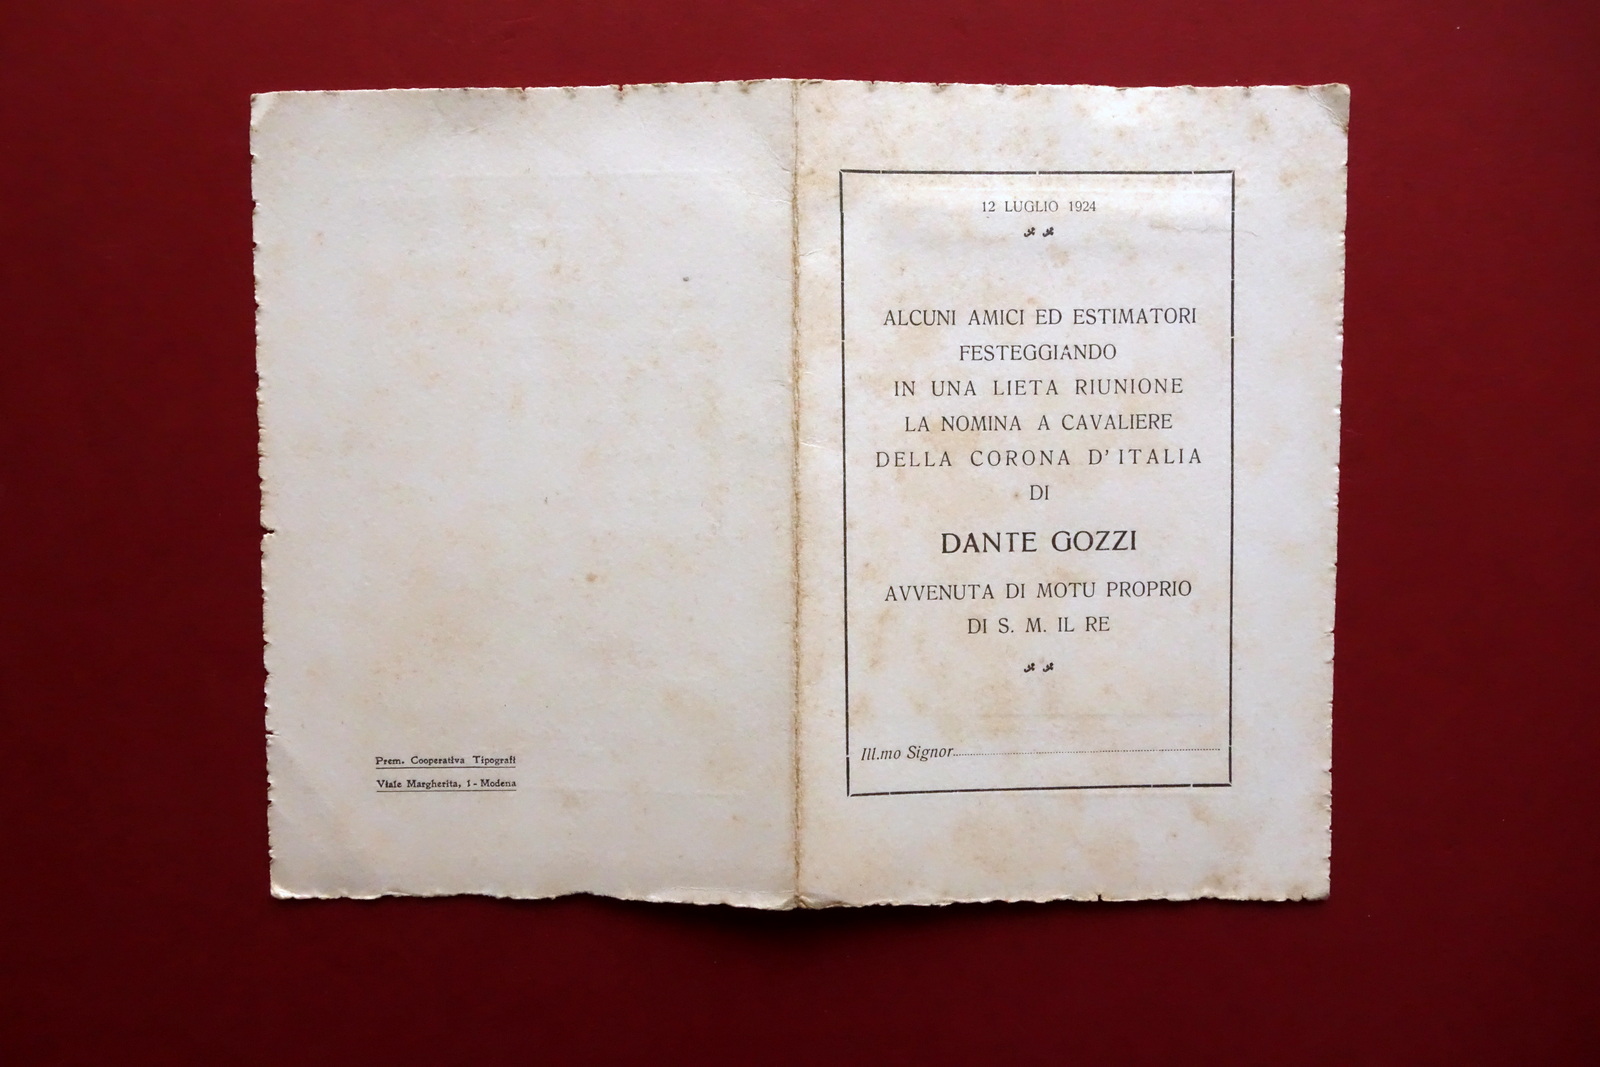 Prem. Cooperativa Tipografi
Viale Margherita, 1 - Modena
12 LUGLIO 1924
ALCUNI AMICI ED ESTIMATORI
FESTEGGIANDO
IN UNA LIETA RIUNIONE
LA NOMINA A CAVALIERE
DELLA CORONA D'ITALIA
DI
DANTE GOZZI
AVVENUTA DI MOTU PROPRIO
DI S. M. IL RE
Ill.mo Signor